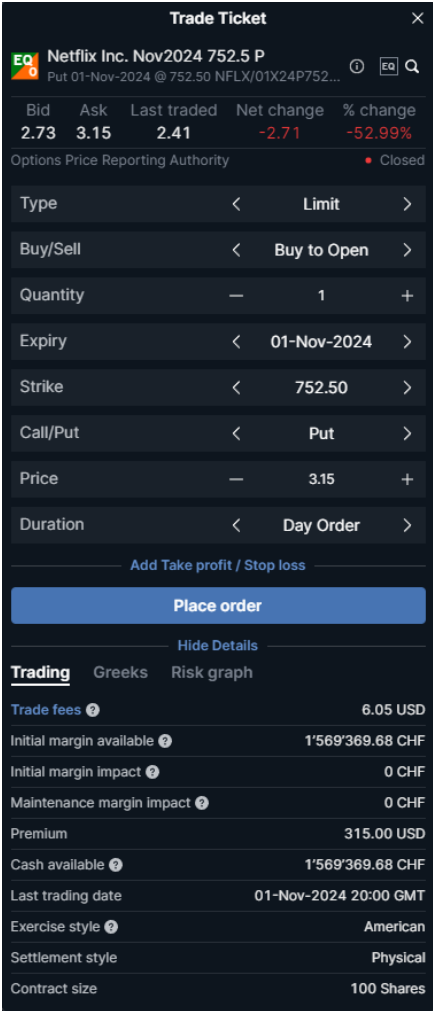 Trade Ticket
EQ O Netflix Inc. Nov2024 752.5 P
Put 01-Nov-2024 @ 752.50 NFLX/01X24P752... EQ
Bid Ask Last traded Net change % change
2.73 3.15 2.41 -2.71 -52.99%
Options Price Reporting Authority Closed
Type Limit
Buy/Sell Buy to Open
Quantity 1
Expiry 01-Nov-2024
Strike 752.50
Call/Put Put
Price 3.15
Duration Day Order
Add Take profit / Stop loss
Place order
Hide Details
Trading Greeks Risk graph
Trade fees ? 6.05 USD
Initial margin available ? 1'569'369.68 CHF
Initial margin impact ? 0 CHF
Maintenance margin impact ? 0 CHF
Premium 315.00 USD
Cash available ? 1'569'369.68 CHF
Last trading date 01-Nov-2024 20:00 GMT
Exercise style ? American
Settlement style Physical
Contract size 100 Shares